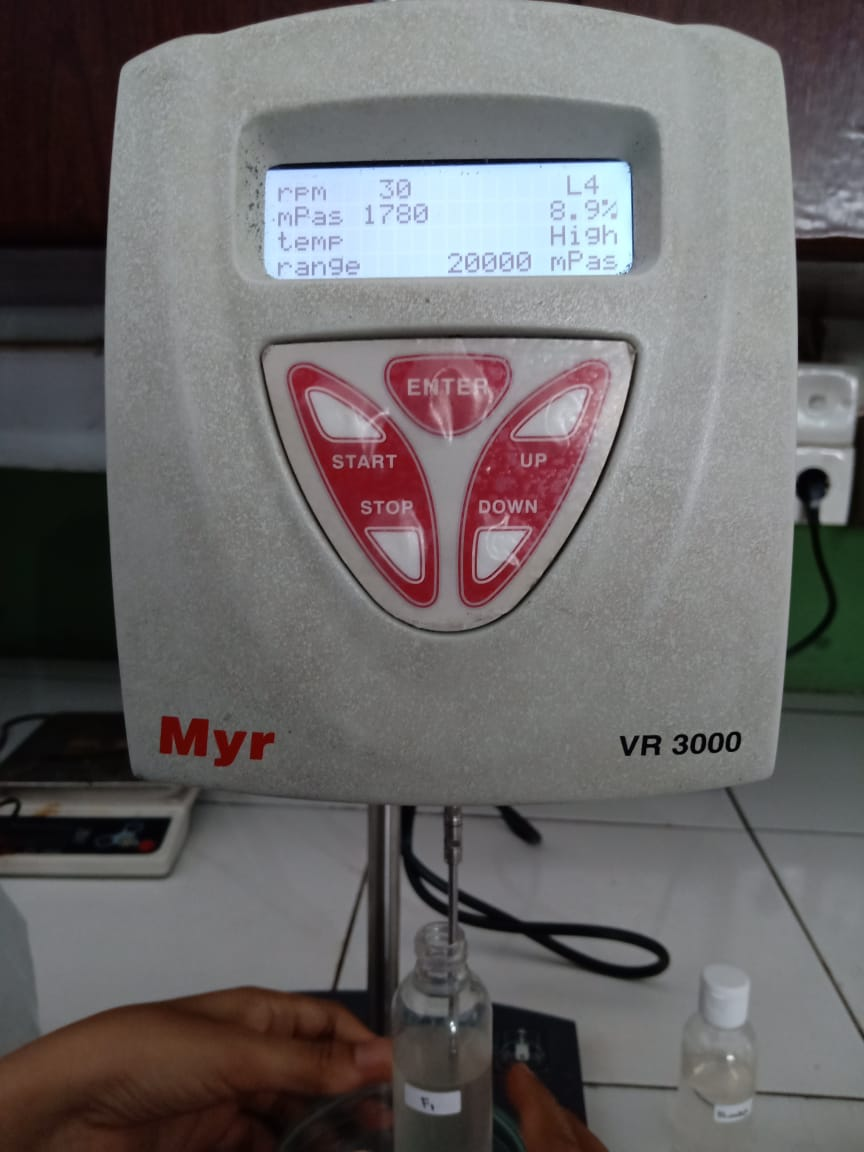 rpm 30 L4
mPas 1780 8.9%
temp High
range 20000 mPas
ENTER
START UP
STOP DOWN
Myr VR 3000
F1